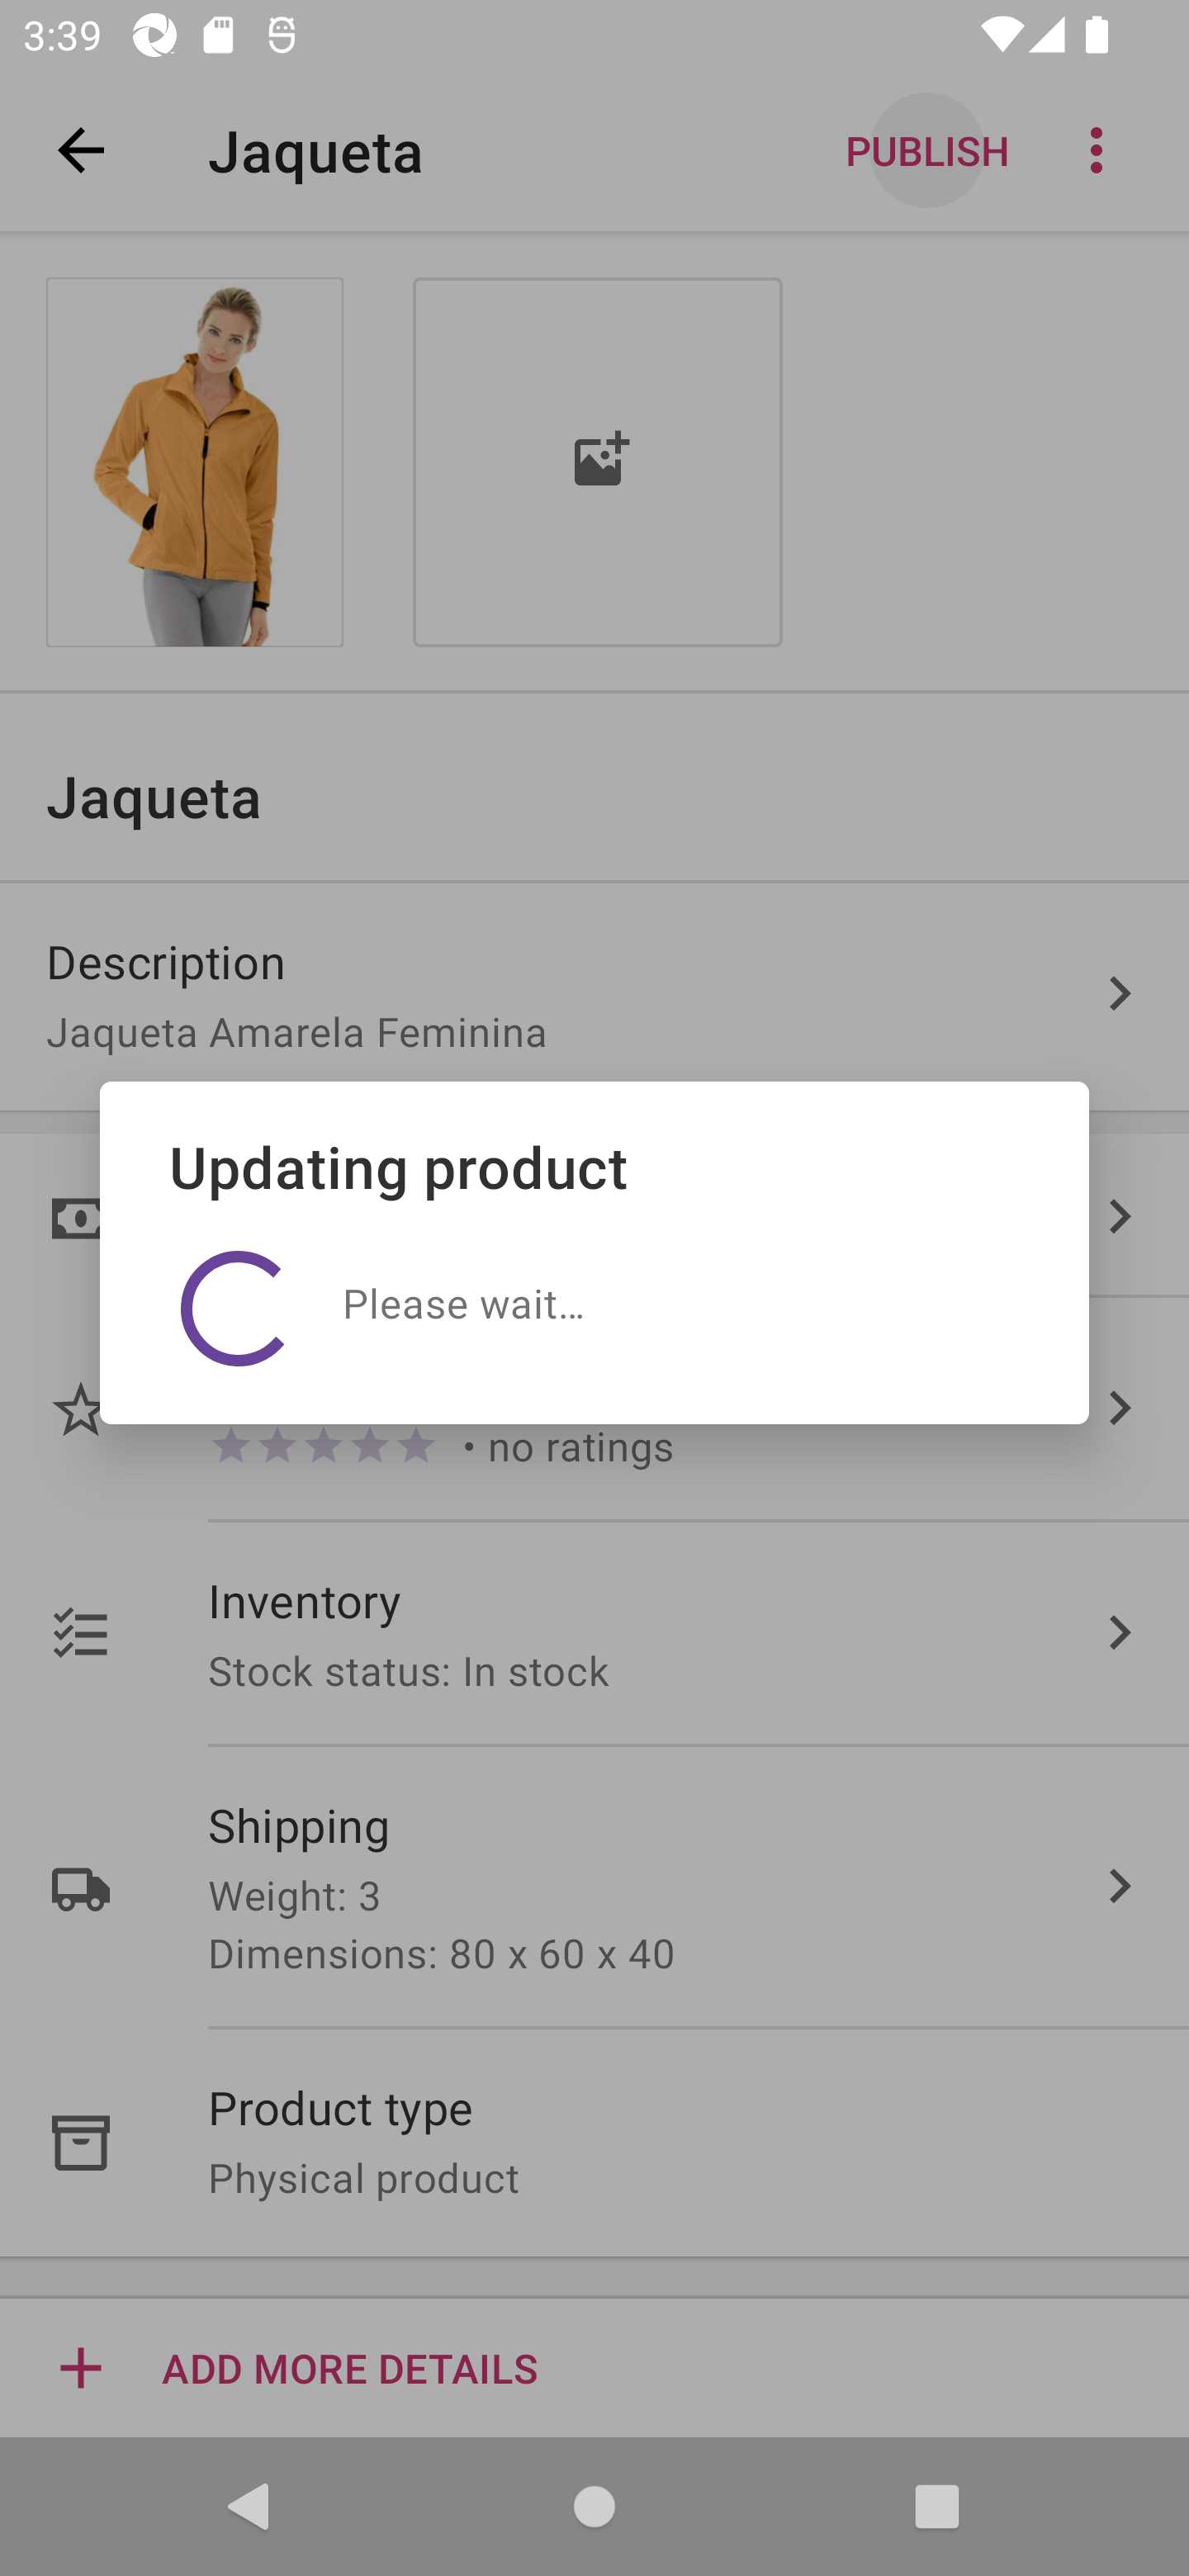 3:39
Jaqueta
PUBLISH
Jaqueta
Description
Jaqueta Amarela Feminina
Updating product
Please wait...
• no ratings
Inventory
Stock status: In stock
Shipping
Weight: 3
Dimensions: 80 x 60 x 40
Product type
Physical product
ADD MORE DETAILS